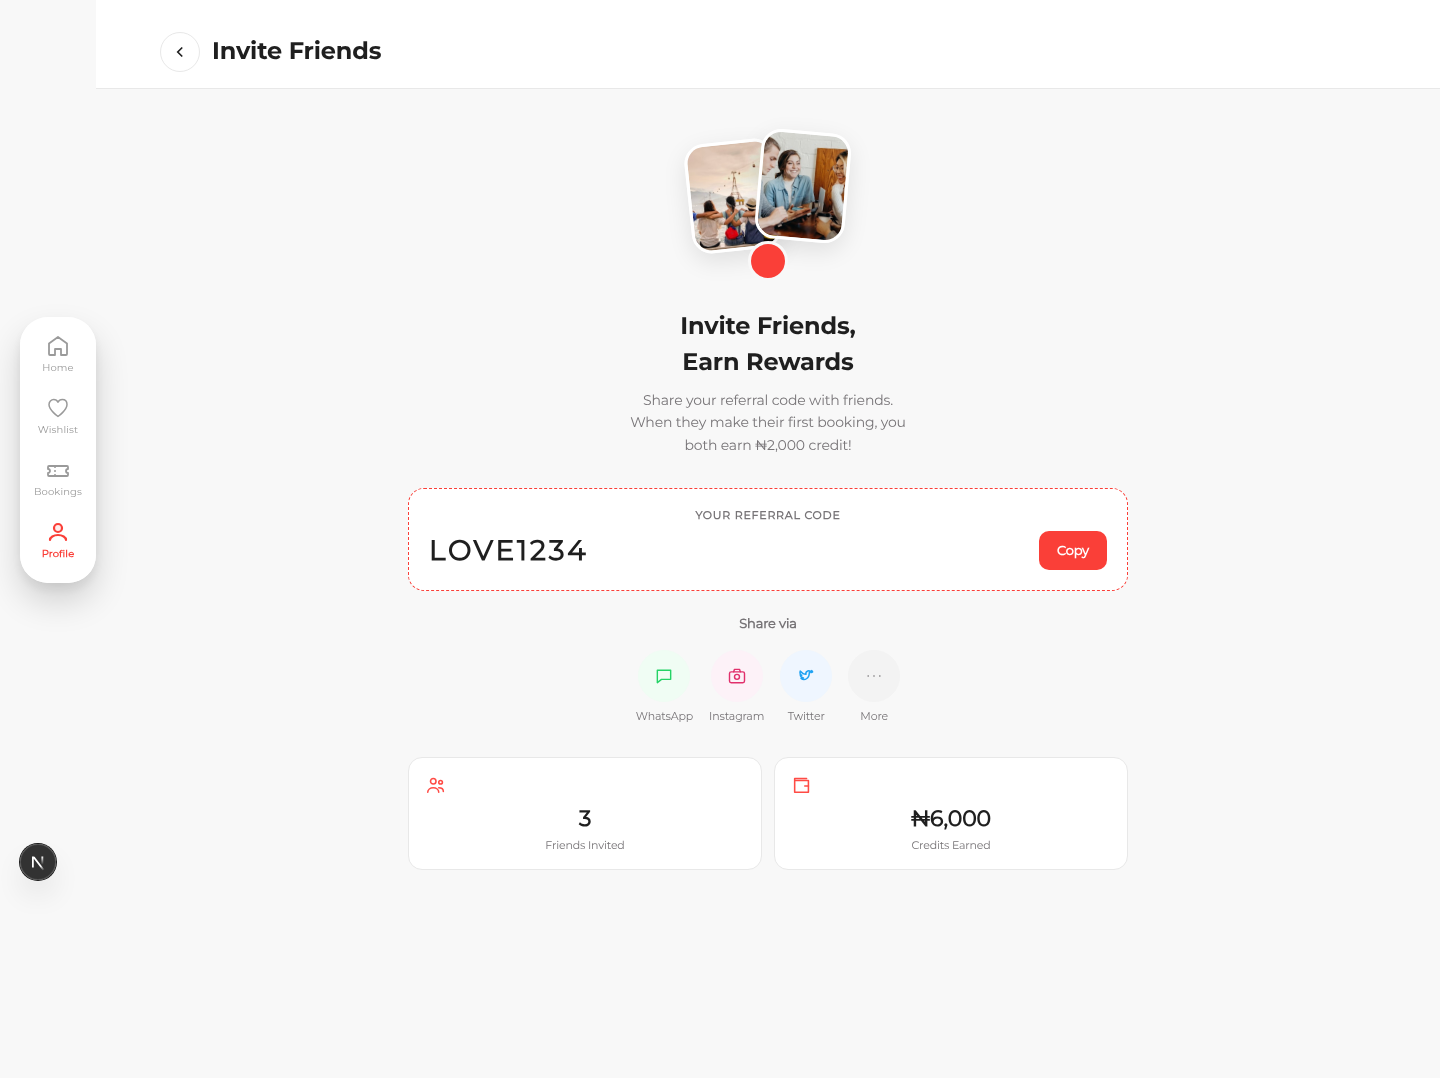 Invite Friends
Home
Wishlist
Bookings
Profile
Invite Friends,
Earn Rewards
Share your referral code with friends.
When they make their first booking, you
both earn ₦2,000 credit!
YOUR REFERRAL CODE
LOVE1234
Copy
Share via
WhatsApp
Instagram
Twitter
More
3
Friends Invited
₦6,000
Credits Earned
N